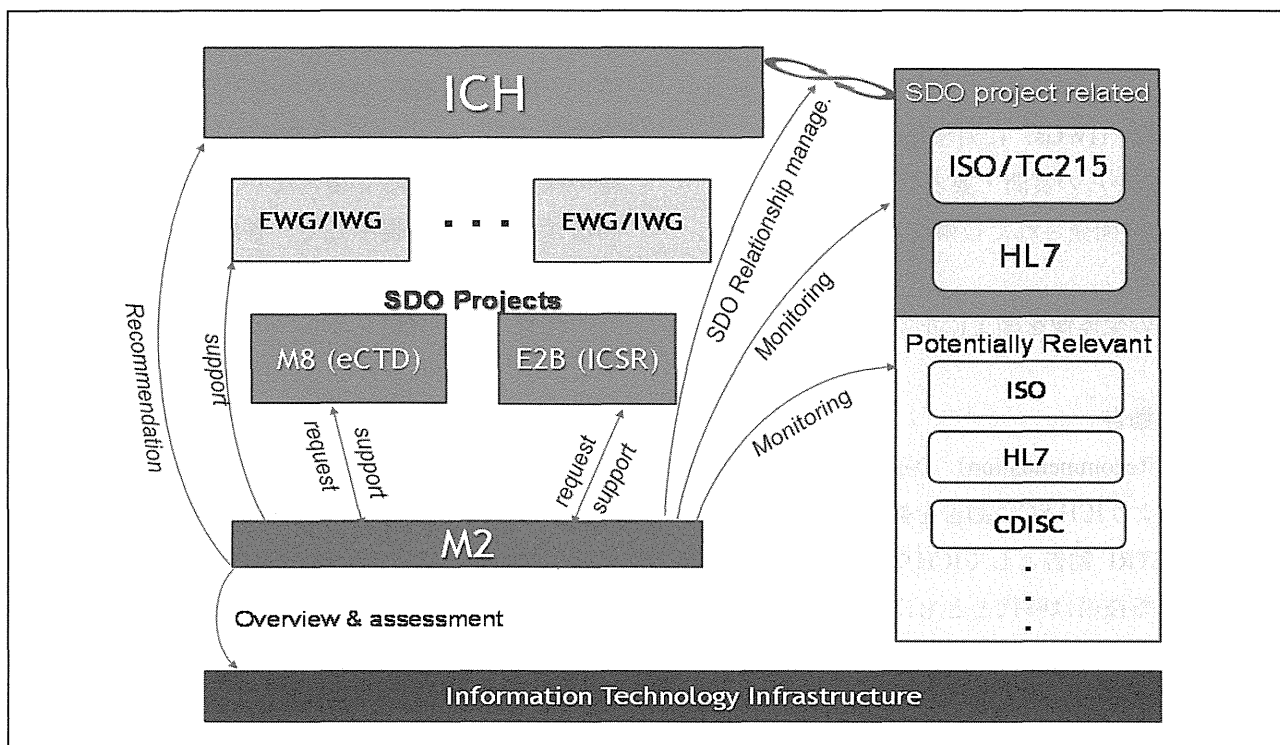 ICH
SDO project related
ISO/TC215
HL7
EWG/IWG
. . .
EWG/IWG
SDO Projects
M8 (eCTD)
E2B (ICSR)
Recommendation
support
request
support
request
support
SDO Relationship manage.
Monitoring
Monitoring
Potentially Relevant
ISO
HL7
CDISC
.
.
.
M2
Overview & assessment
Information Technology Infrastructure